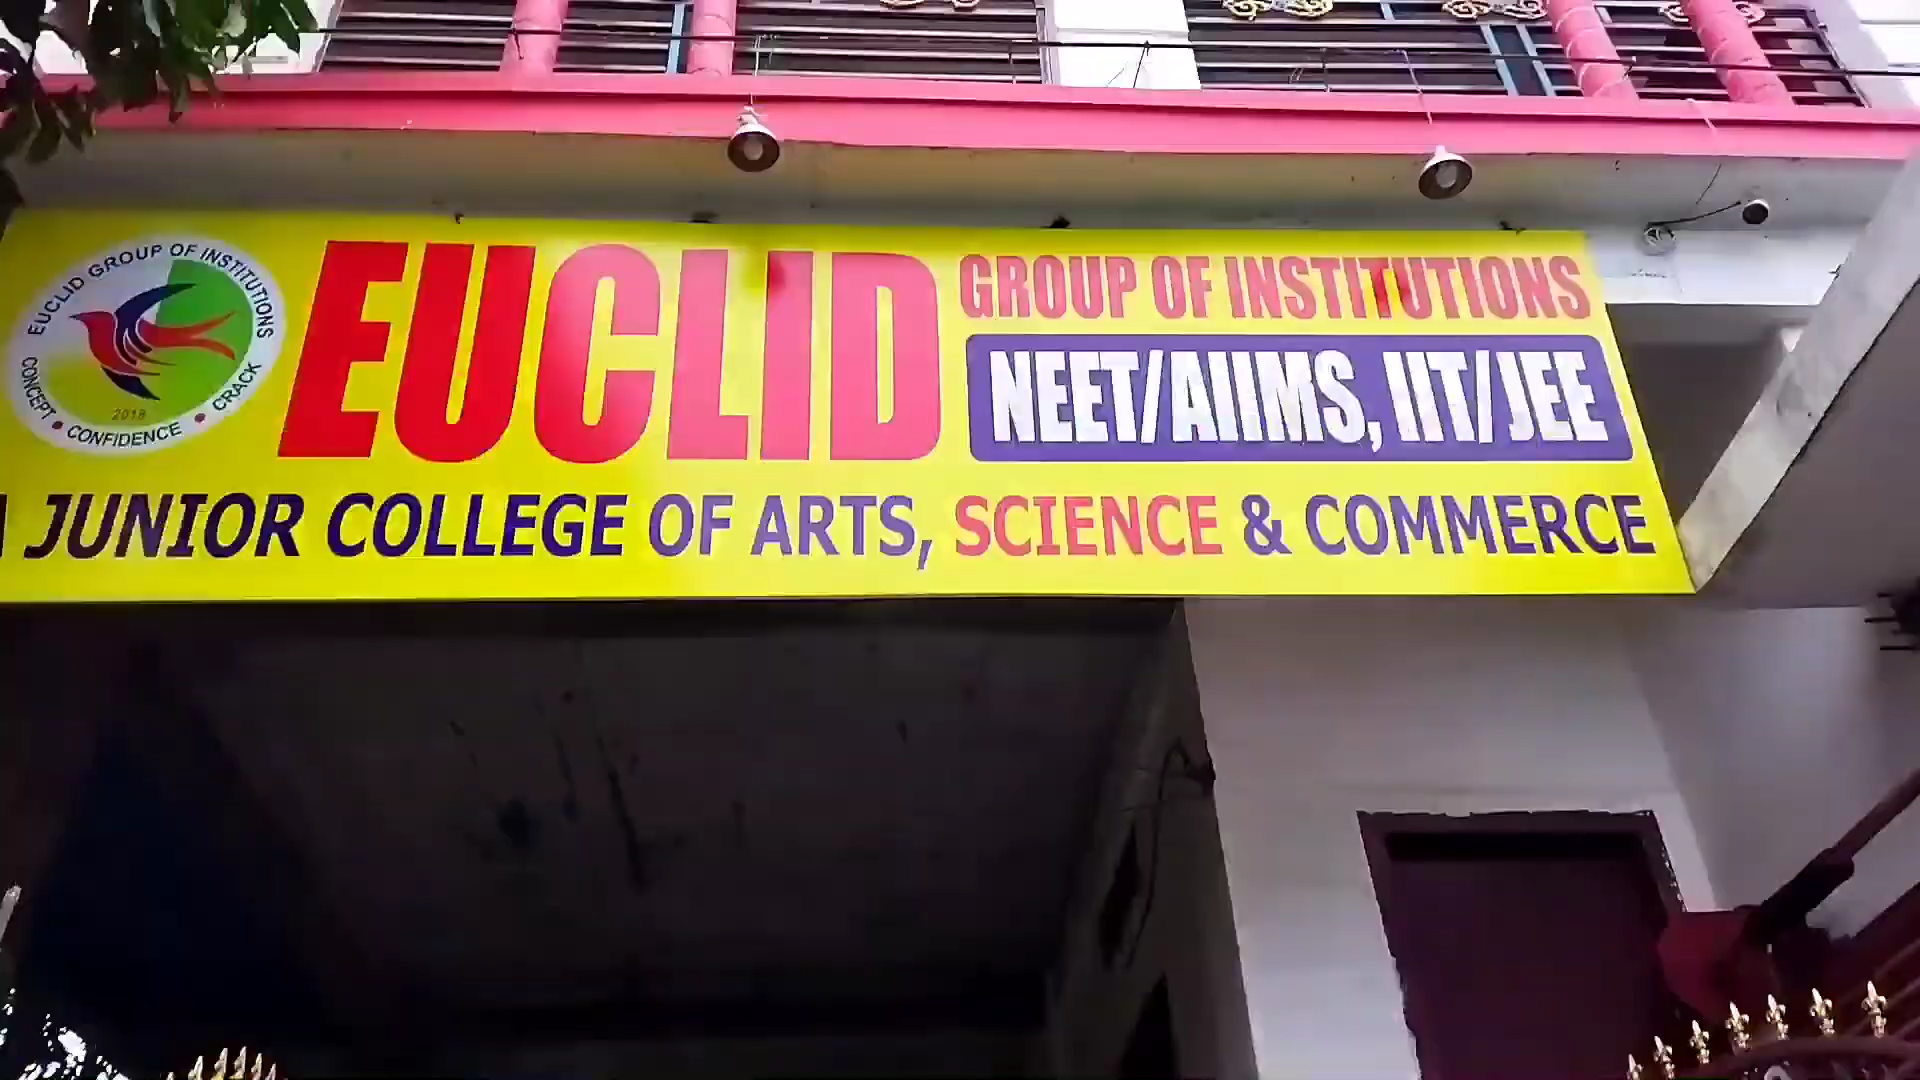 EUCLID GROUP OF INSTITUTIONS
CONCEPT • CONFIDENCE • CRACK
2018
EUCLID
GROUP OF INSTITUTIONS
NEET/AIIMS, IIT/JEE
A JUNIOR COLLEGE OF ARTS, SCIENCE & COMMERCE